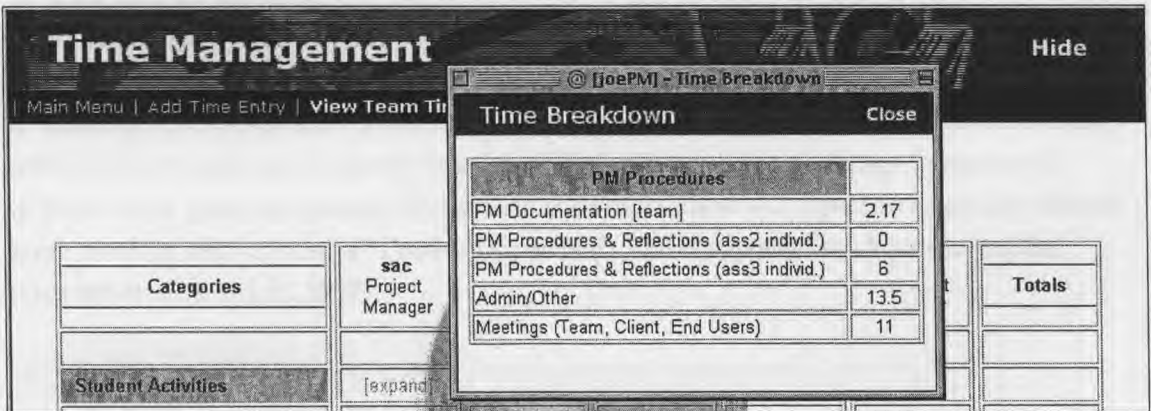 Time Management
Hide
| Main Menu | Add Time Entry | View Team Tir
@ [joePM] - Time Breakdown
Time Breakdown
Close
PM Procedures
PM Documentation [team] 2.17
PM Procedures & Reflections (ass2 individ.) 0
PM Procedures & Reflections (ass3 individ.) 6
Admin/Other 13.5
Meetings (Team, Client, End Users) 11
Categories
sac
Project
Manager
t
Totals
Student Activities
[expand]